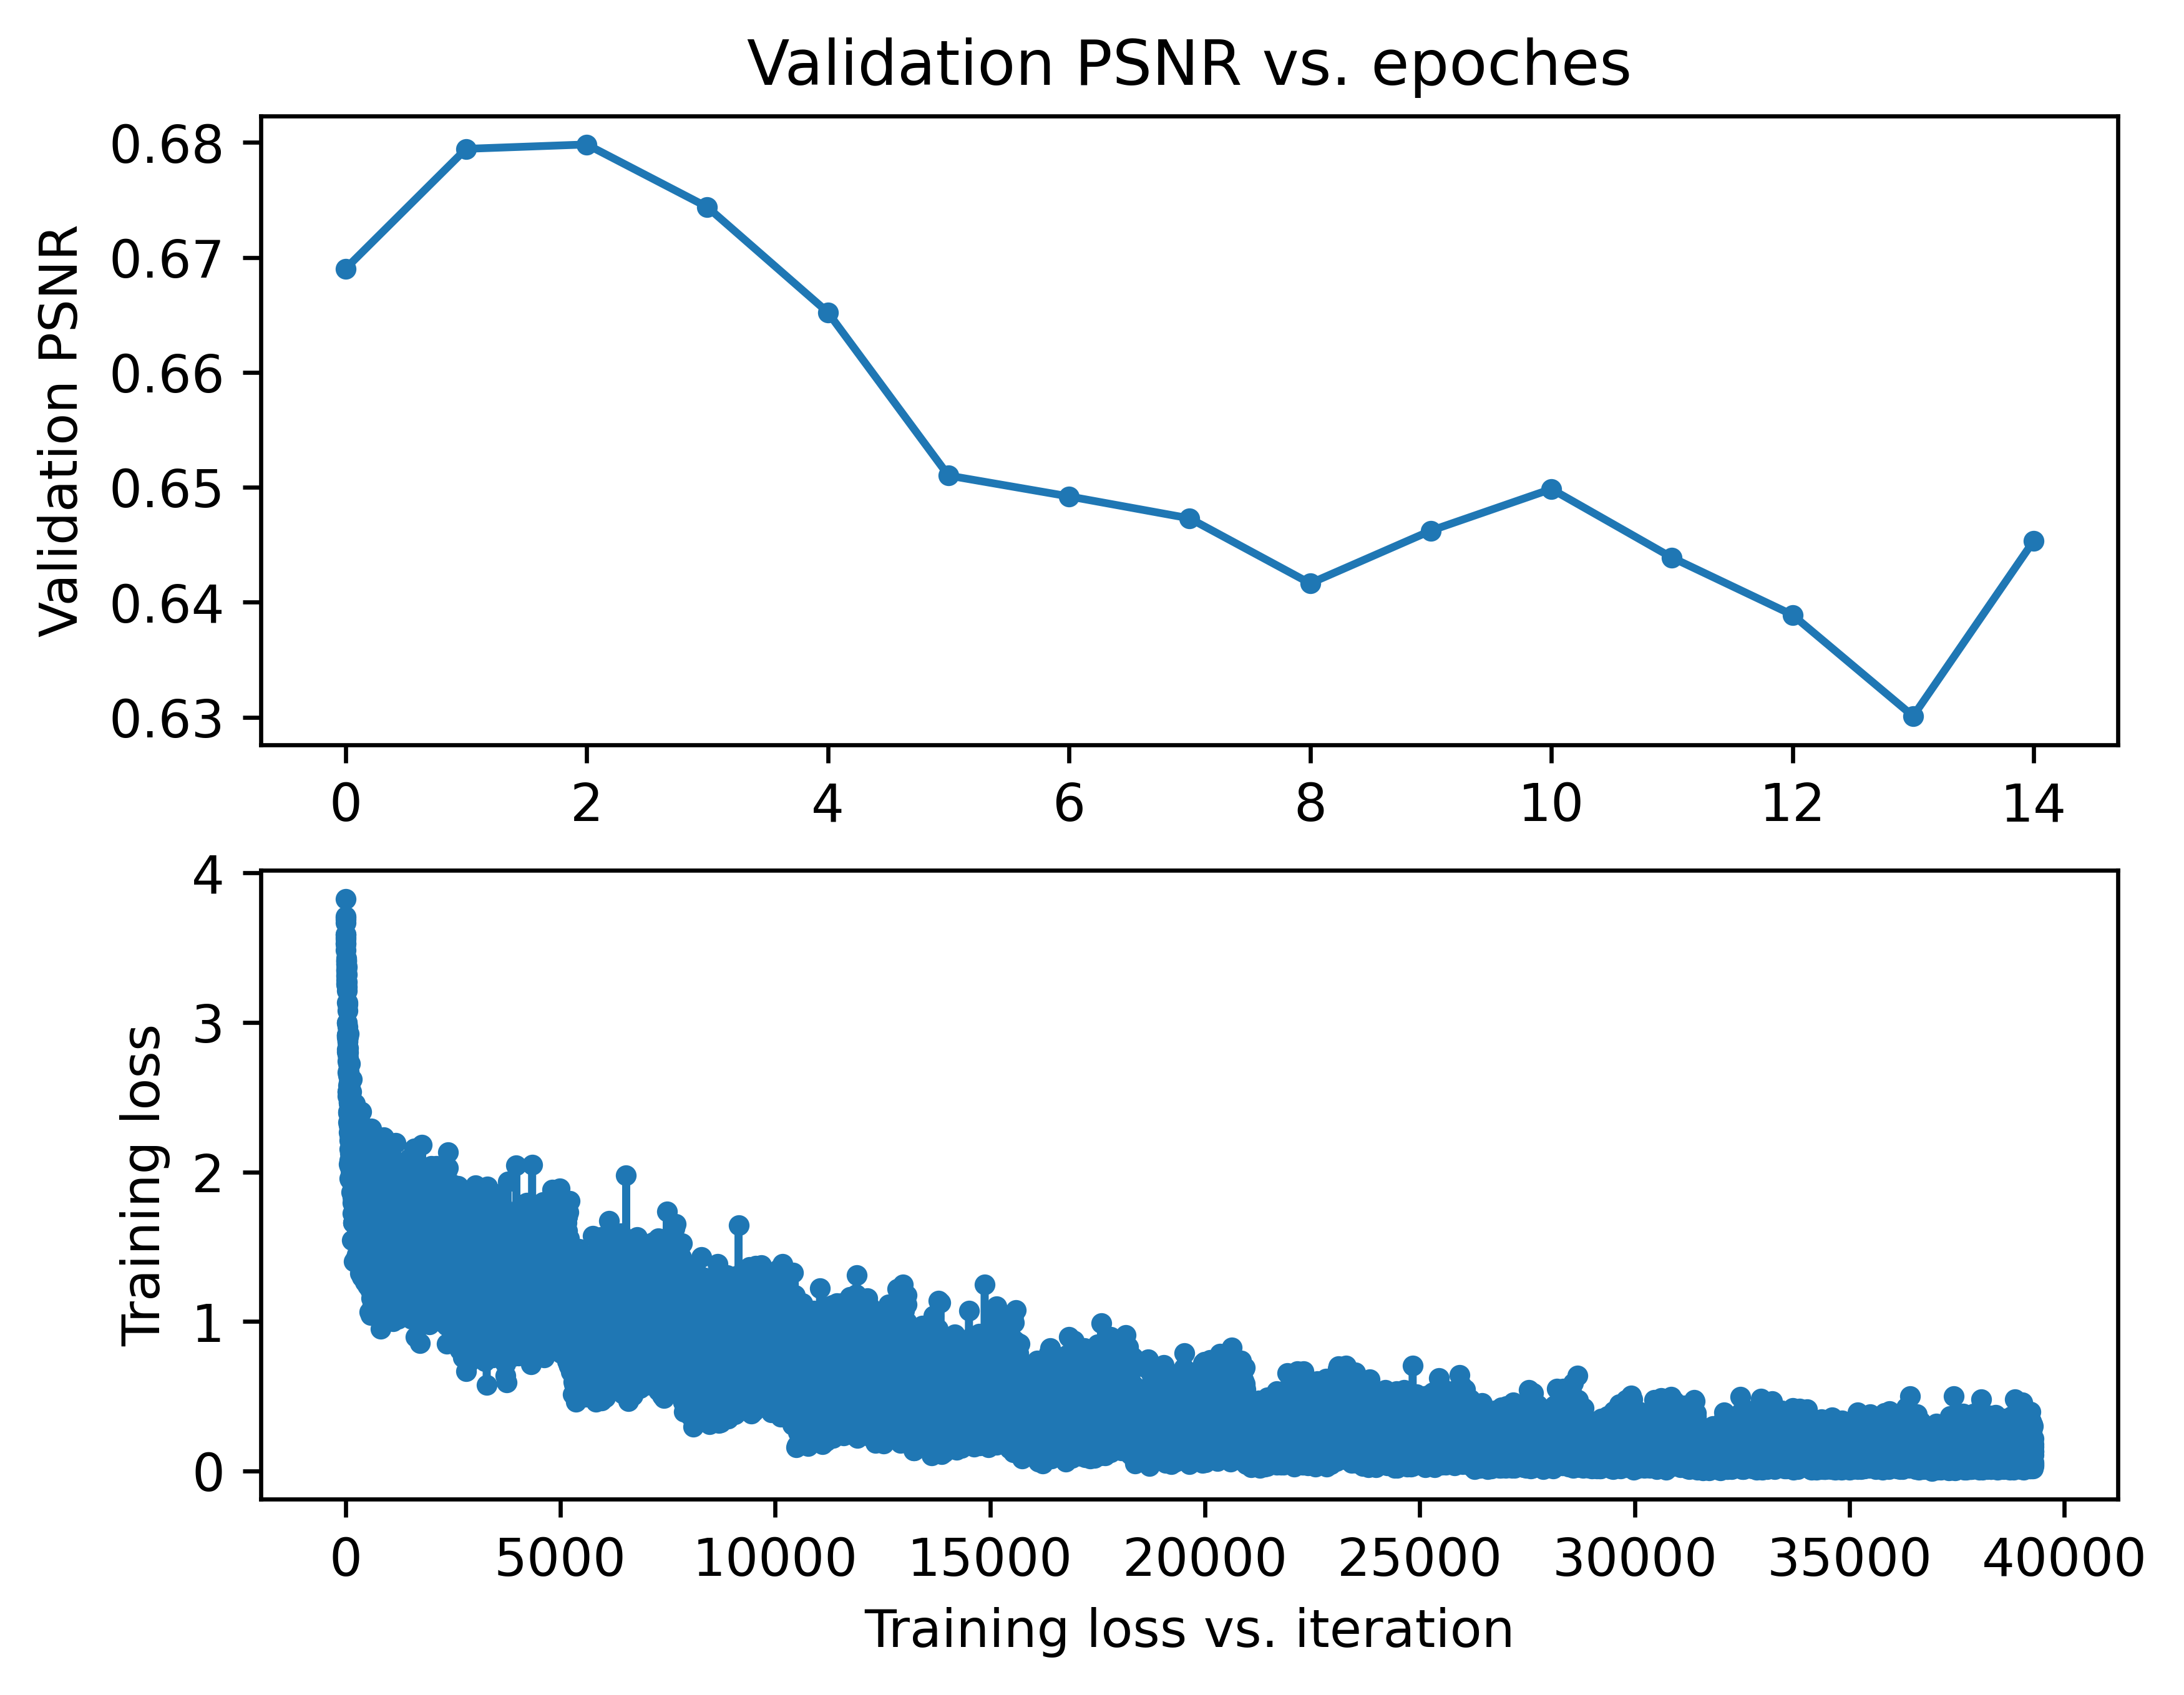 Validation PSNR vs. epoches
Validation PSNR
0.68
0.67
0.66
0.65
0.64
0.63
0 2 4 6 8 10 12 14
Training loss
4
3
2
1
0
0 5000 10000 15000 20000 25000 30000 35000 40000
Training loss vs. iteration